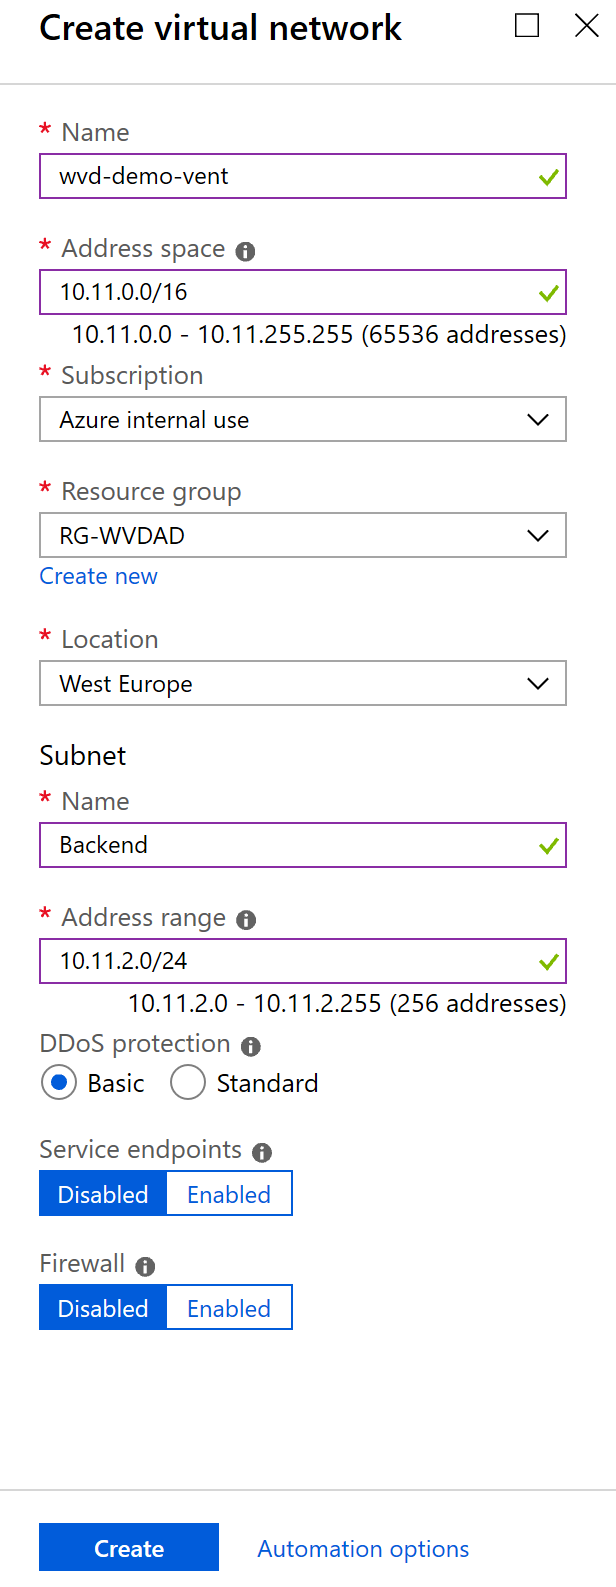 Create virtual network
* Name
wvd-demo-vent
* Address space
10.11.0.0/16
10.11.0.0 - 10.11.255.255 (65536 addresses)
* Subscription
Azure internal use
* Resource group
RG-WVDAD
Create new
* Location
West Europe
Subnet
* Name
Backend
* Address range
10.11.2.0/24
10.11.2.0 - 10.11.2.255 (256 addresses)
DDoS protection
Basic Standard
Service endpoints
Disabled Enabled
Firewall
Disabled Enabled
Create Automation options